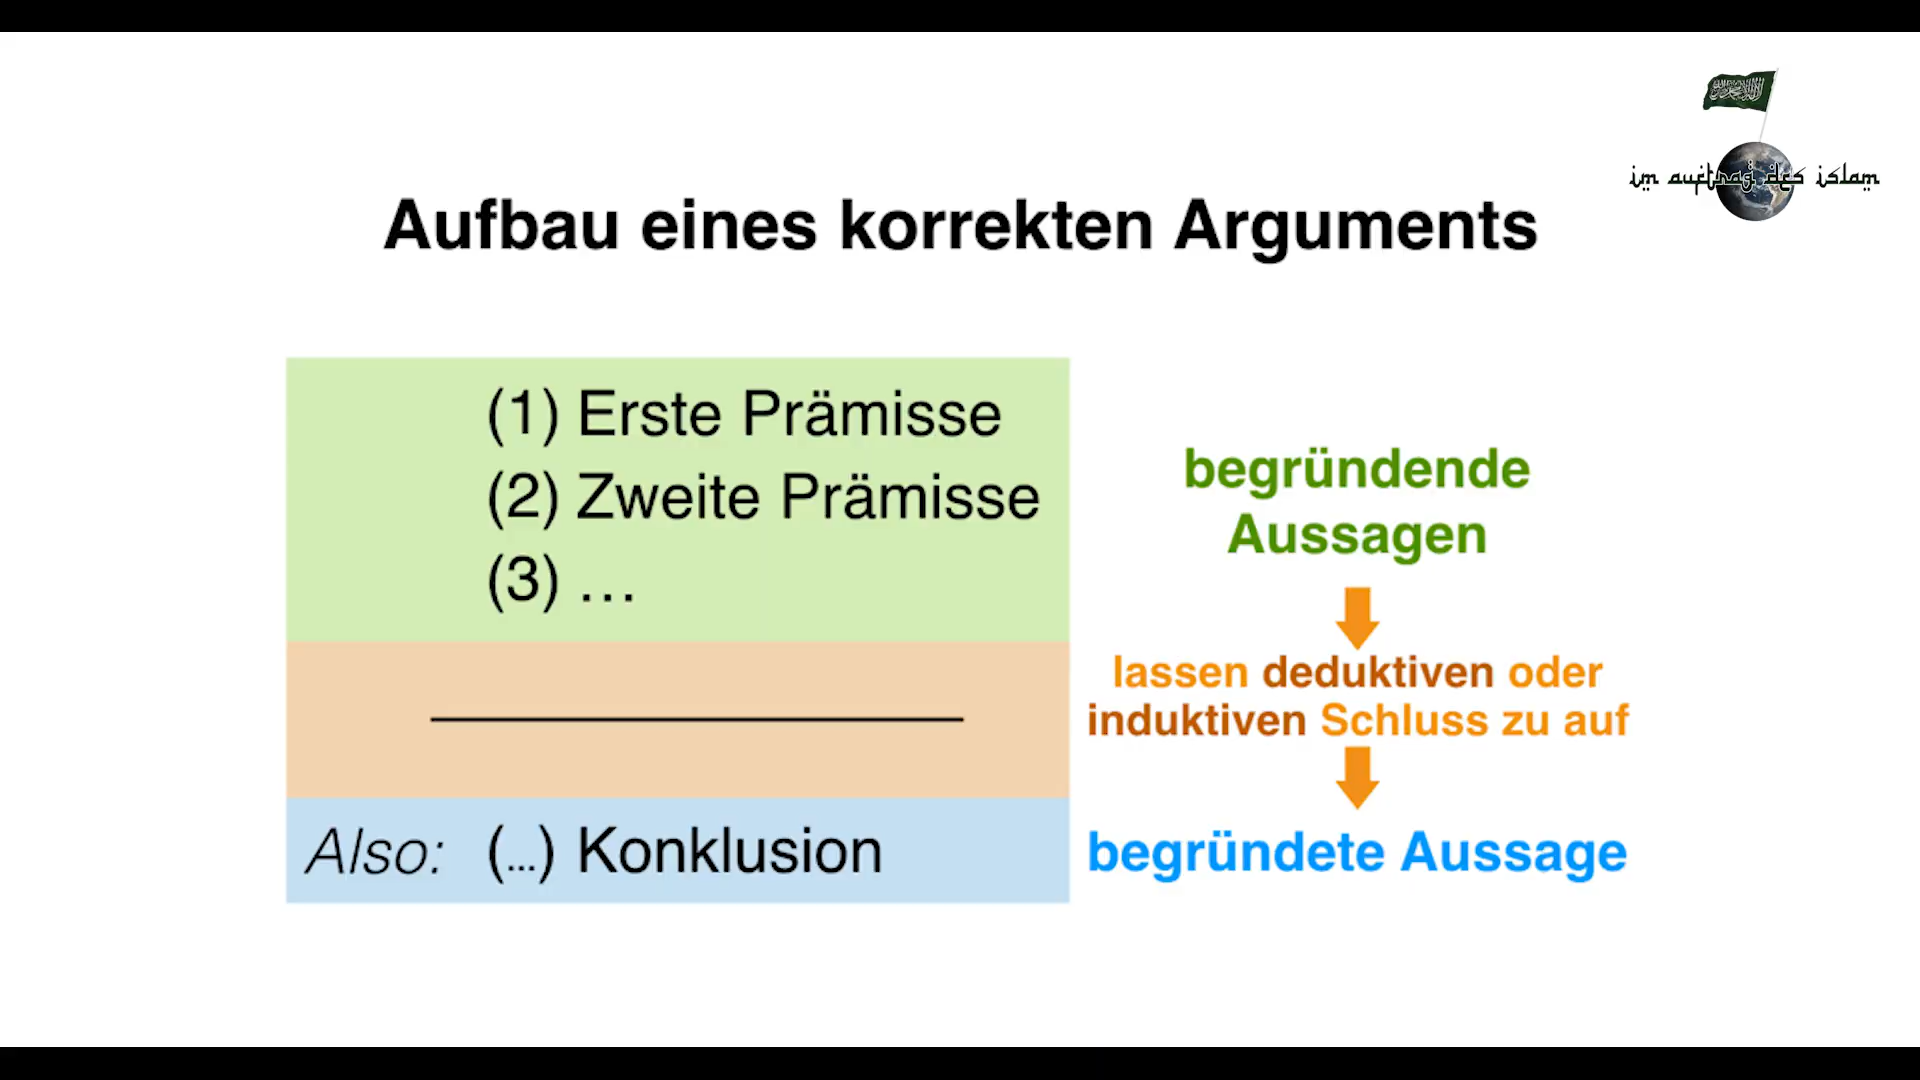 im auftrag des islam
Aufbau eines korrekten Arguments
(1) Erste Prämisse
(2) Zweite Prämisse
(3) ...
begründende
Aussagen
lassen deduktiven oder
induktiven Schluss zu auf
Also: (...) Konklusion
begründete Aussage